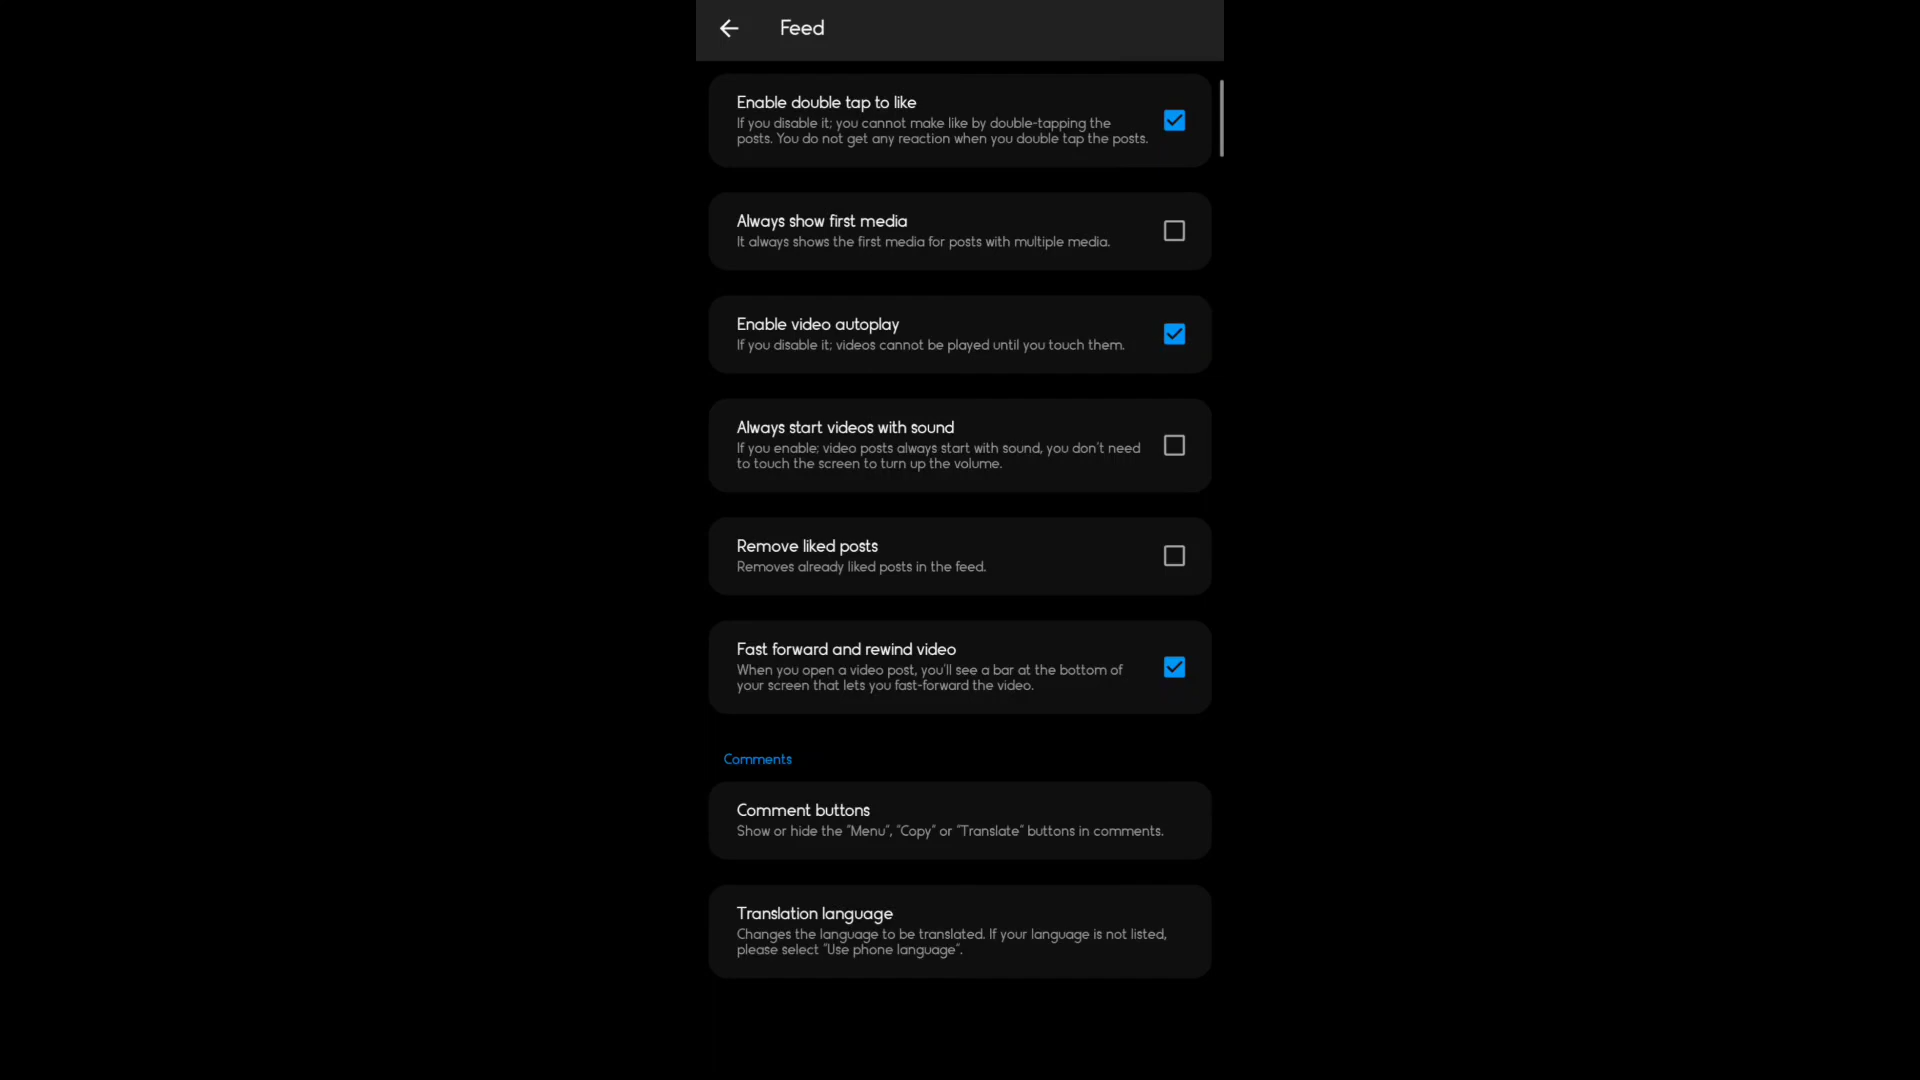 Feed
Enable double tap to like
If you disable it; you cannot make like by double-tapping the
posts. You do not get any reaction when you double tap the posts.
Always show first media
It always shows the first media for posts with multiple media.
Enable video autoplay
If you disable it; videos cannot be played until you touch them.
Always start videos with sound
If you enable; video posts always start with sound, you don't need
to touch the screen to turn up the volume.
Remove liked posts
Removes already liked posts in the feed.
Fast forward and rewind video
When you open a video post, you'll see a bar at the bottom of
your screen that lets you fast-forward the video.
Comments
Comment buttons
Show or hide the "Menu", "Copy" or "Translate" buttons in comments.
Translation language
Changes the language to be translated. If your language is not listed,
please select "Use phone language".